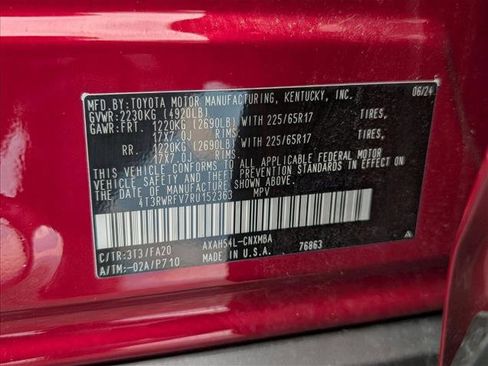 MFD.BY:TOYOTA MOTOR MANUFACTURING, KENTUCKY, INC. 06/24
GVWR:2230KG (4920LB)
GAWR:FRT. 1220KG (2690LB) WITH 225/65R17 TIRES,
17X7.0J RIMS
RR. 1220KG (2690LB) WITH 225/65R17 TIRES,
17X7.0J RIMS
THIS VEHICLE CONFORMS TO ALL APPLICABLE FEDERAL MOTOR
VEHICLE SAFETY AND THEFT PREVENTION STANDARDS IN EFFECT ON
THE DATE OF MANUFACTURE SHOWN ABOVE.
4T3RWRFV7RU152363 MPV
C/TR:3T3/FA20 AXAH54L-CNXMBA 76863
A/TM:-02A/P710 MADE IN U.S.A.